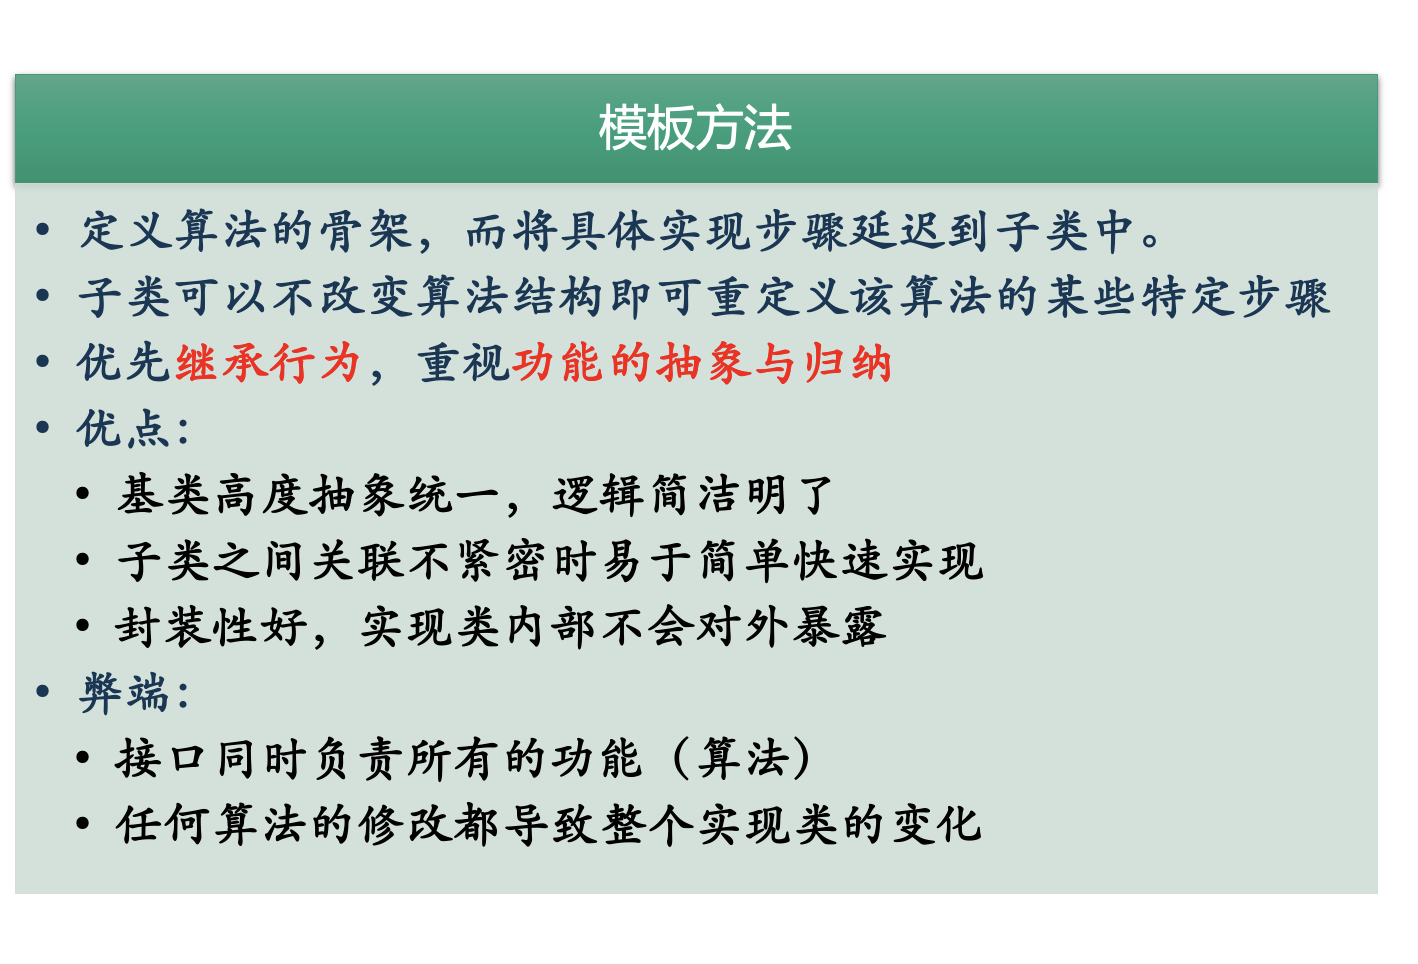 模板方法
• 定义算法的骨架，而将具体实现步骤延迟到子类中。
• 子类可以不改变算法结构即可重定义该算法的某些特定步骤
• 优先继承行为，重视功能的抽象与归纳
• 优点：
• 基类高度抽象统一，逻辑简洁明了
• 子类之间关联不紧密时易于简单快速实现
• 封装性好，实现类内部不会对外暴露
• 弊端：
• 接口同时负责所有的功能（算法）
• 任何算法的修改都导致整个实现类的变化